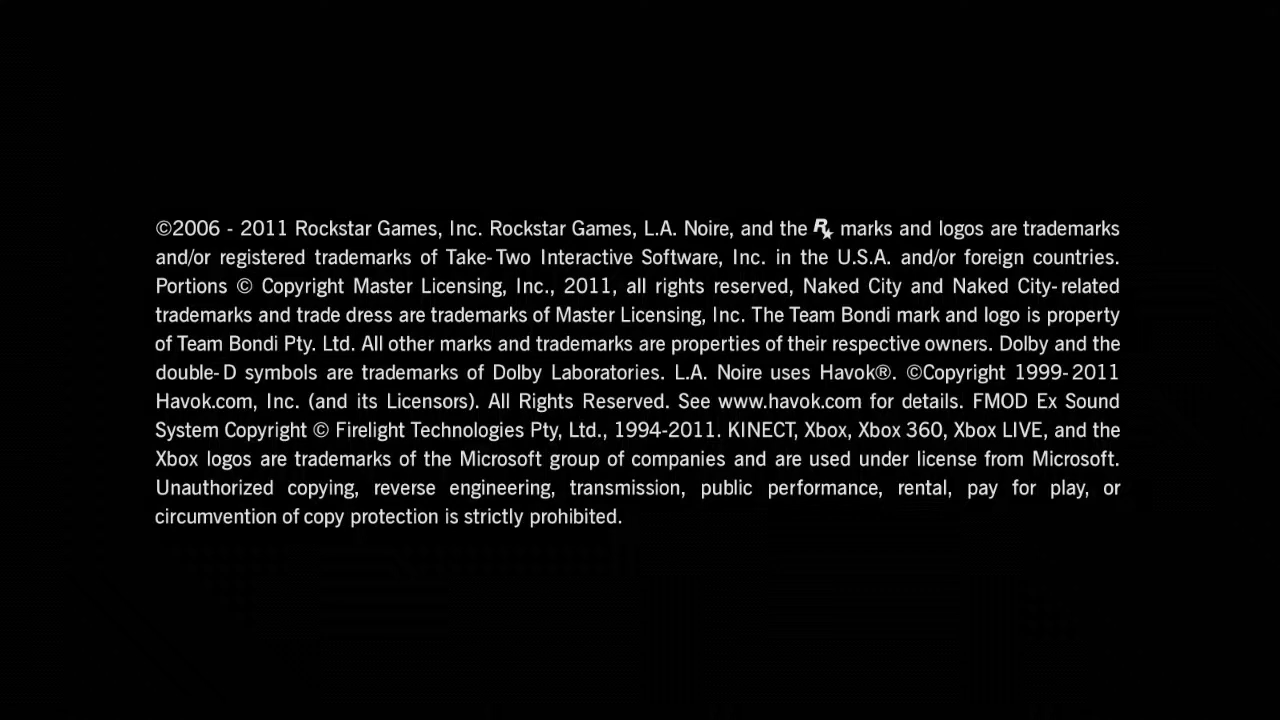 ©2006 - 2011 Rockstar Games, Inc. Rockstar Games, L.A. Noire, and the R★ marks and logos are trademarks
and/or registered trademarks of Take-Two Interactive Software, Inc. in the U.S.A. and/or foreign countries.
Portions © Copyright Master Licensing, Inc., 2011, all rights reserved, Naked City and Naked City-related
trademarks and trade dress are trademarks of Master Licensing, Inc. The Team Bondi mark and logo is property
of Team Bondi Pty. Ltd. All other marks and trademarks are properties of their respective owners. Dolby and the
double-D symbols are trademarks of Dolby Laboratories. L.A. Noire uses Havok®. ©Copyright 1999-2011
Havok.com, Inc. (and its Licensors). All Rights Reserved. See www.havok.com for details. FMOD Ex Sound
System Copyright © Firelight Technologies Pty, Ltd., 1994-2011. KINECT, Xbox, Xbox 360, Xbox LIVE, and the
Xbox logos are trademarks of the Microsoft group of companies and are used under license from Microsoft.
Unauthorized copying, reverse engineering, transmission, public performance, rental, pay for play, or
circumvention of copy protection is strictly prohibited.